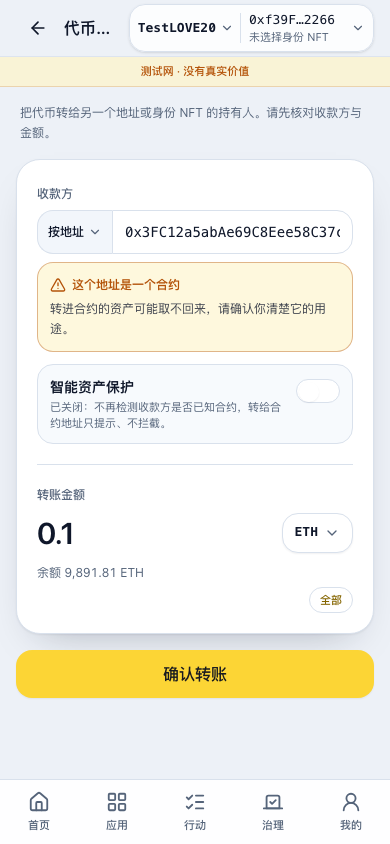 代币...
TestLOVE20
0xf39F…2266
未选择身份 NFT
测试网 · 没有真实价值
把代币转给另一个地址或身份 NFT 的持有人。请先核对收款方与
金额。
收款方
按地址
0x3FC12a5abAe69C8Eee58C37c
这个地址是一个合约
转进合约的资产可能取不回来，请确认你清楚它的用
途。
智能资产保护
已关闭：不再检测收款方是否已知合约，转给合
约地址只提示、不拦截。
转账金额
0.1
ETH
余额 9,891.81 ETH
全部
确认转账
首页
应用
行动
治理
我的